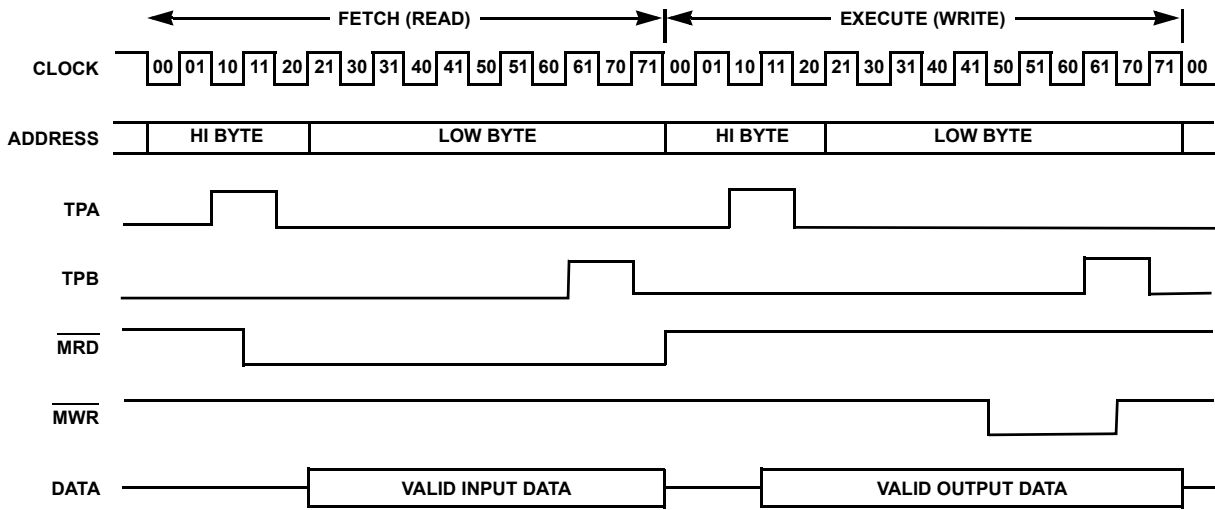 FETCH (READ) EXECUTE (WRITE)
CLOCK 00 01 10 11 20 21 30 31 40 41 50 51 60 61 70 71 00 01 10 11 20 21 30 31 40 41 50 51 60 61 70 71 00
ADDRESS HI BYTE LOW BYTE HI BYTE LOW BYTE
TPA
TPB
MRD
MWR
DATA VALID INPUT DATA VALID OUTPUT DATA